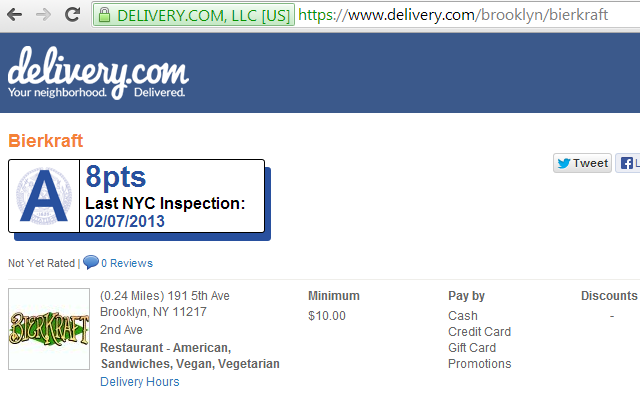 DELIVERY.COM, LLC [US] https://www.delivery.com/brooklyn/bierkraft
delivery.com
Your neighborhood. Delivered.
Bierkraft
Tweet
A
8pts
Last NYC Inspection:
02/07/2013
Not Yet Rated | 0 Reviews
BIERKRAFT
(0.24 Miles) 191 5th Ave
Brooklyn, NY 11217
2nd Ave
Restaurant - American,
Sandwiches, Vegan, Vegetarian
Delivery Hours
Minimum
$10.00
Pay by
Cash
Credit Card
Gift Card
Promotions
Discounts
-